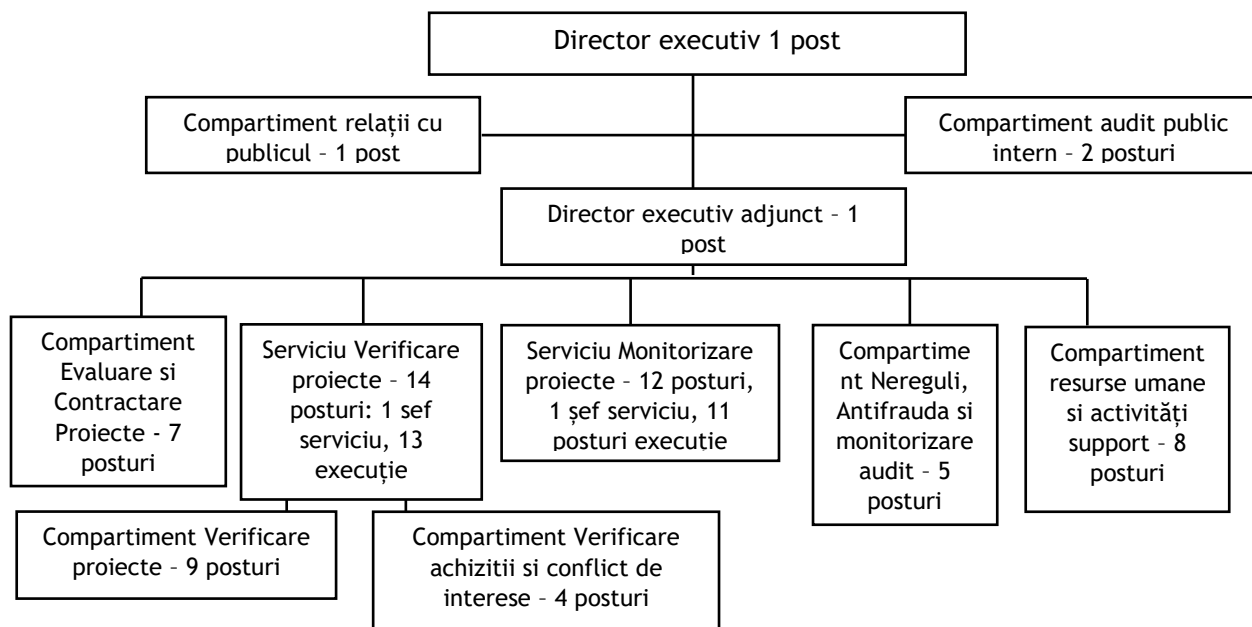 Director executiv 1 post
Compartiment relații cu
publicul – 1 post
Compartiment audit public
intern – 2 posturi
Director executiv adjunct – 1
post
Compartiment
Evaluare si
Contractare
Proiecte - 7
posturi
Serviciu Verificare
proiecte – 14
posturi: 1 sef
serviciu, 13
execuție
Serviciu Monitorizare
proiecte – 12 posturi,
1 șef serviciu, 11
posturi execuție
Compartime
nt Nereguli,
Antifrauda si
monitorizare
audit – 5
posturi
Compartiment
resurse umane
si activități
support – 8
posturi
Compartiment Verificare
proiecte – 9 posturi
Compartiment Verificare
achizitii si conflict de
interese – 4 posturi